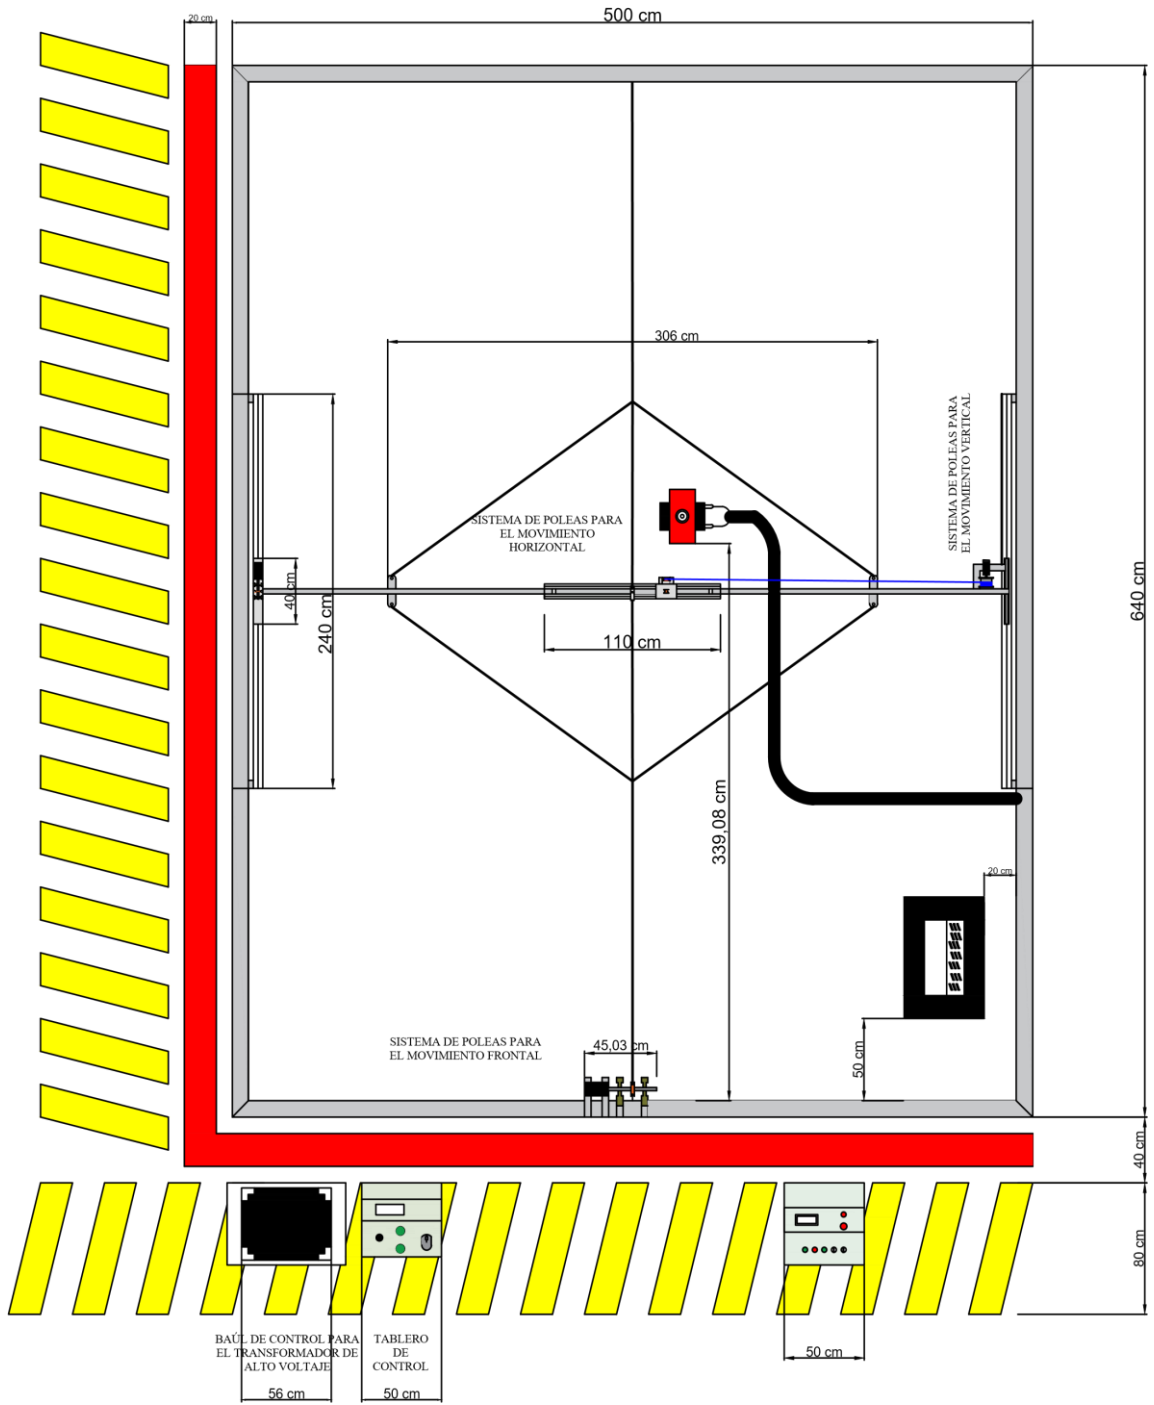 20 cm
500 cm
306 cm
SISTEMA DE POLEAS PARA
EL MOVIMIENTO VERTICAL
SISTEMA DE POLEAS PARA
EL MOVIMIENTO
HORIZONTAL
40 cm
240 cm
640 cm
110 cm
339,08 cm
20 cm
SISTEMA DE POLEAS PARA
EL MOVIMIENTO FRONTAL
45,03 cm
50 cm
40 cm
80 cm
BAÚL DE CONTROL PARA
EL TRANSFORMADOR DE
ALTO VOLTAJE
TABLERO
DE
CONTROL
50 cm
56 cm
50 cm